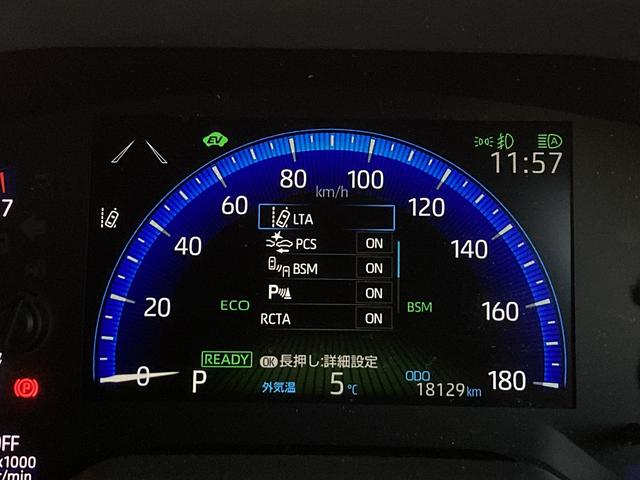 EV
11:57
80 100
km/h
60 120
LTA
40 PCS ON 140
BSM ON
ON
20 ECO RCTA ON BSM 160
READY OK 長押し:詳細設定
0 P 180
外気温 5℃ ODO 18129km
7
P
OFF
x1000
r/min